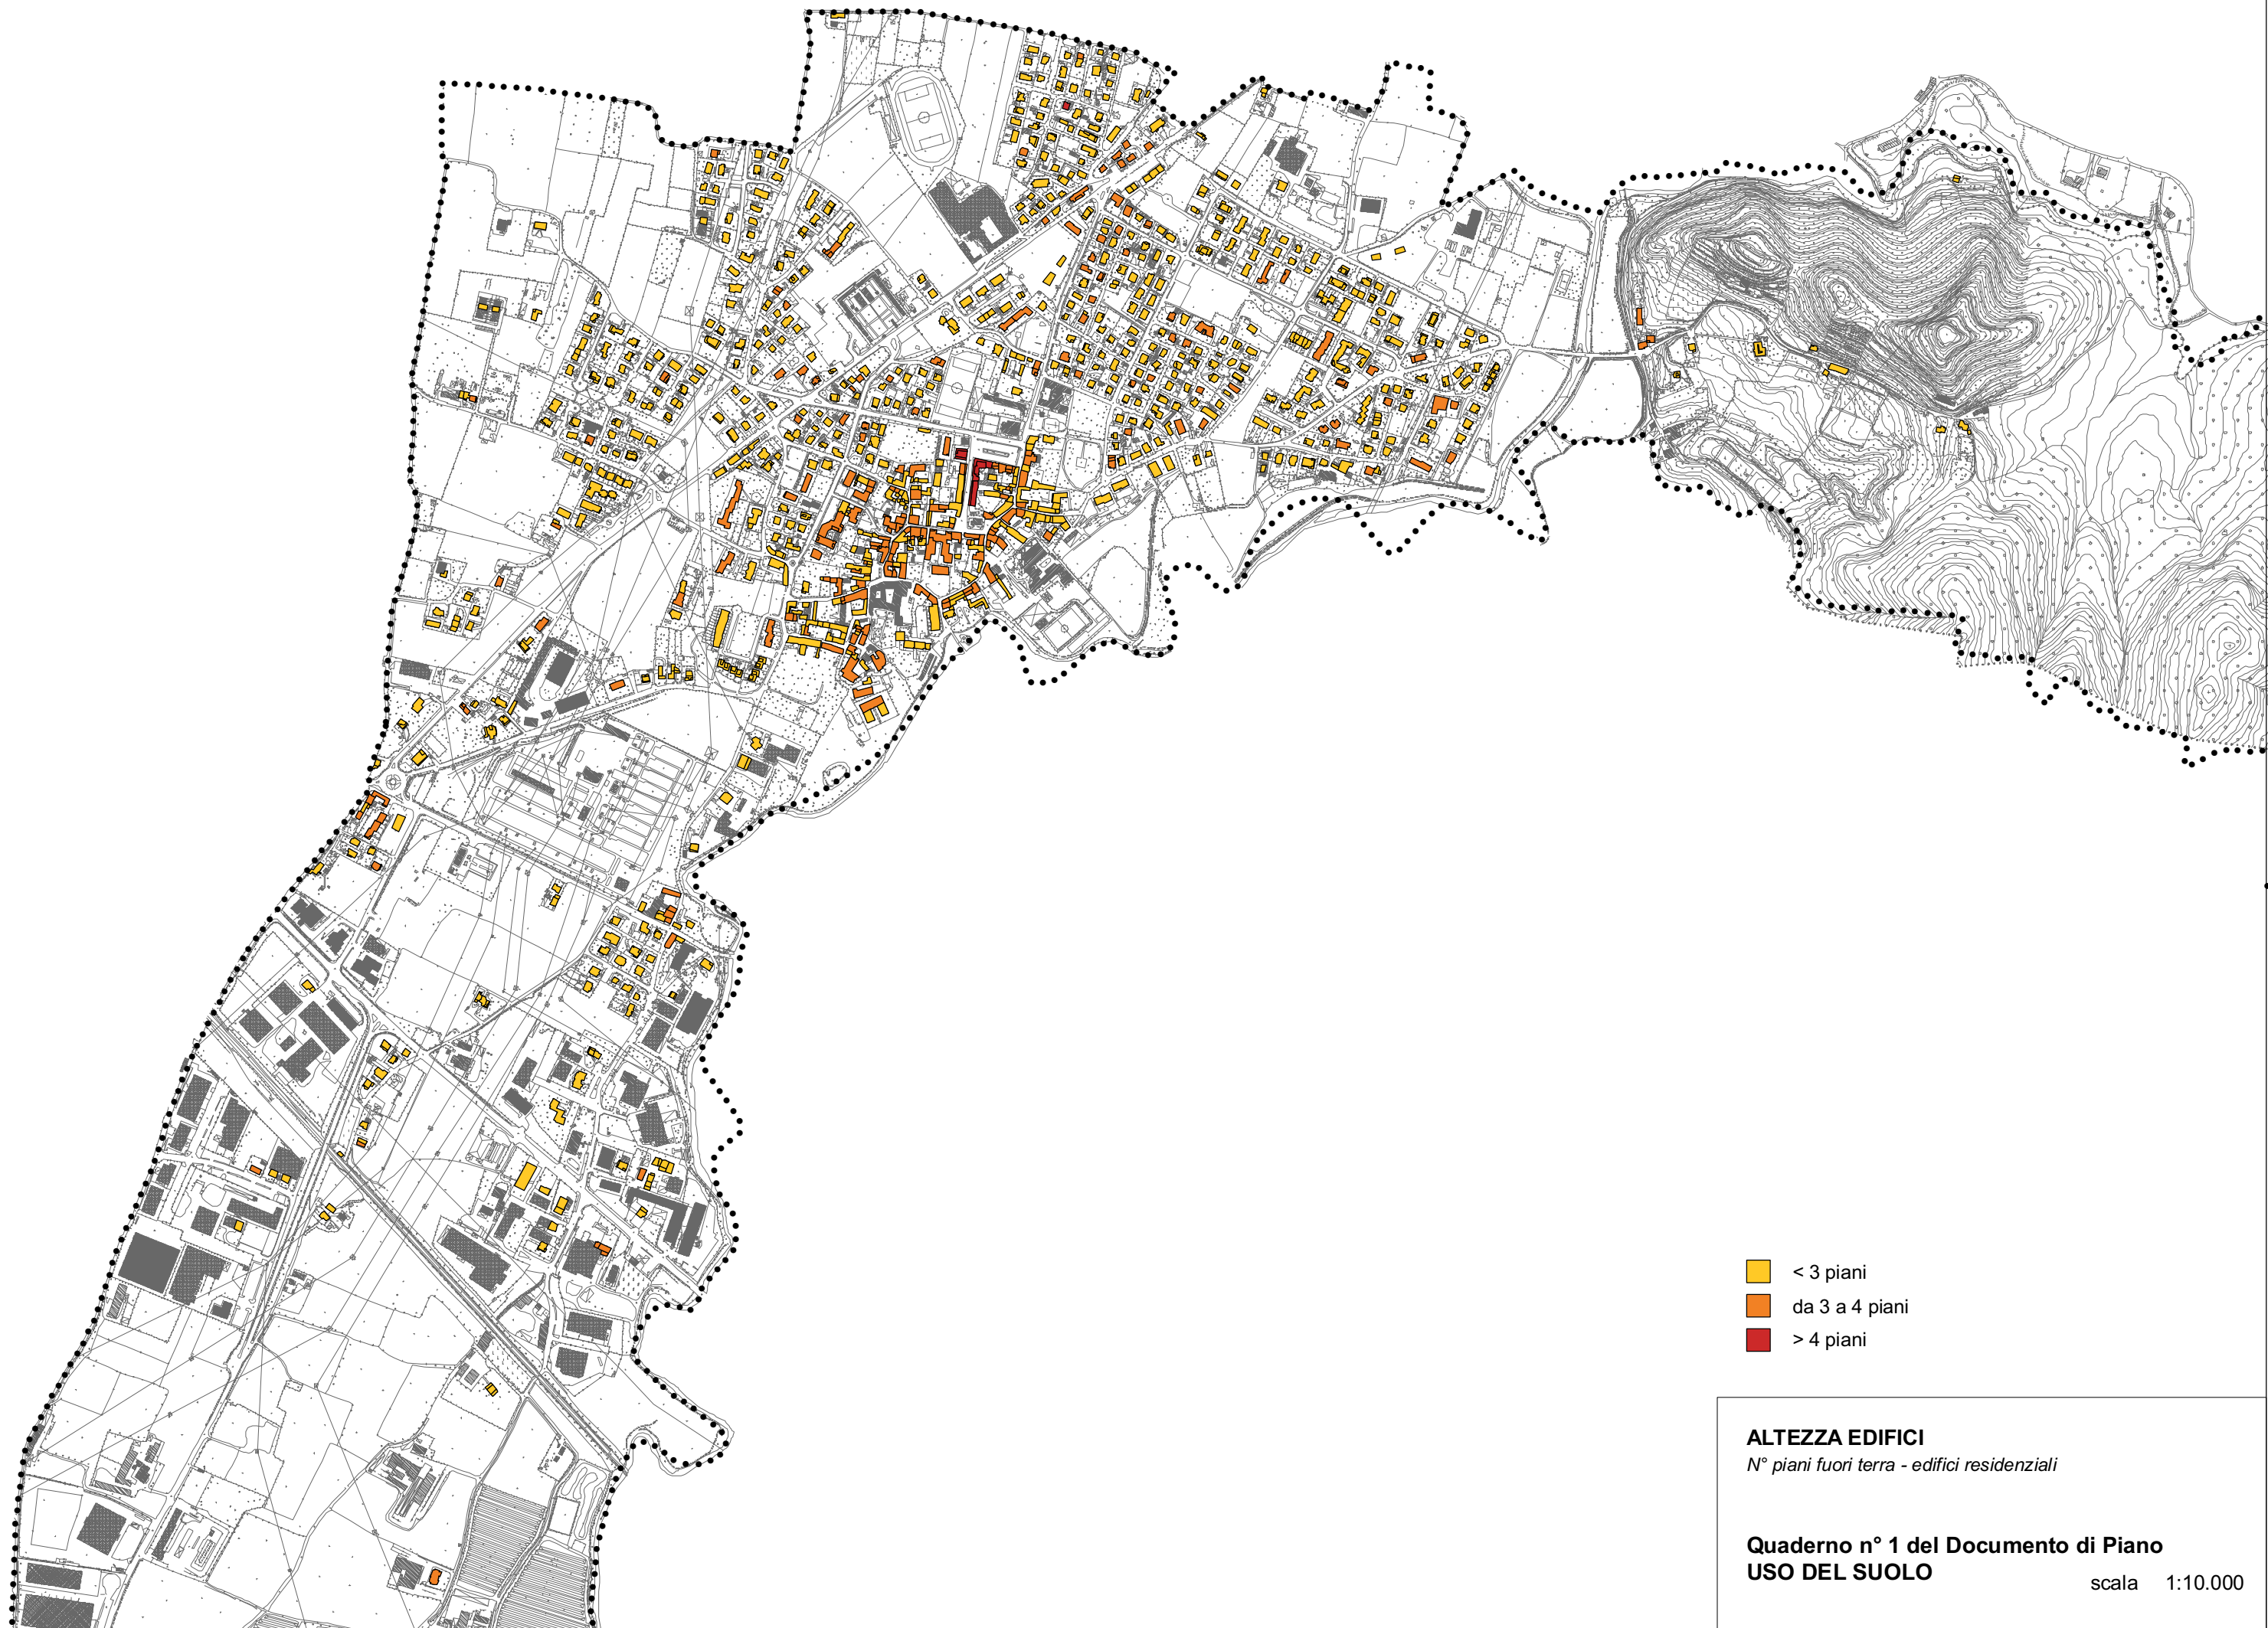 < 3 piani
da 3 a 4 piani
> 4 piani
ALTEZZA EDIFICI
N° piani fuori terra - edifici residenziali
Quaderno n° 1 del Documento di Piano
USO DEL SUOLO
scala 1:10.000